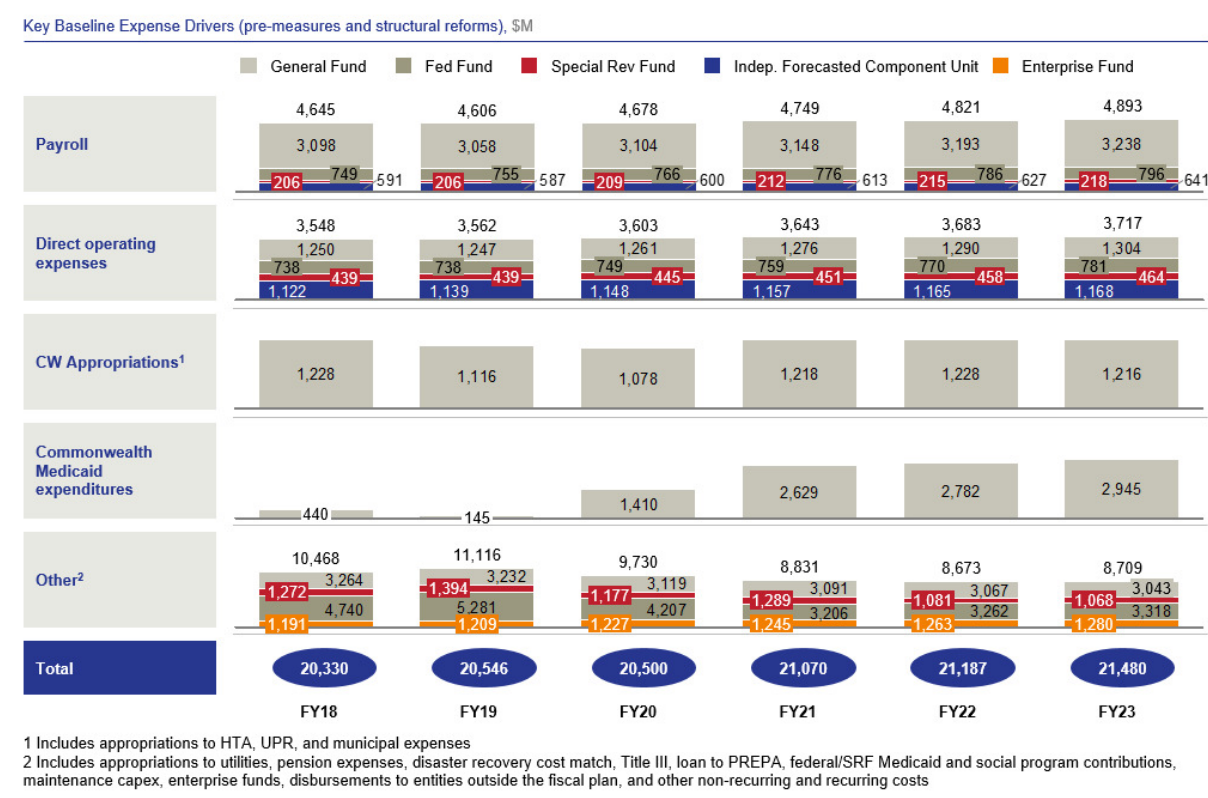 Key Baseline Expense Drivers (pre-measures and structural reforms), $M
General Fund Fed Fund Special Rev Fund Indep. Forecasted Component Unit Enterprise Fund
Payroll
4,645 4,606 4,678 4,749 4,821 4,893
3,098 3,058 3,104 3,148 3,193 3,238
749 755 766 776 786 796
206 591 206 587 209 600 212 613 215 627 218 641
Direct operating
expenses
3,548 3,562 3,603 3,643 3,683 3,717
1,250 1,247 1,261 1,276 1,290 1,304
738 738 749 759 770 781
439 439 445 451 458 464
1,122 1,139 1,148 1,157 1,165 1,168
CW Appropriations1
1,228 1,116 1,078 1,218 1,228 1,216
Commonwealth
Medicaid
expenditures
440 145 1,410 2,629 2,782 2,945
Other2
10,468 11,116 9,730 8,831 8,673 8,709
3,264 3,232 3,119 3,091 3,067 3,043
1,272 1,394 1,177 1,289 1,081 1,068
4,740 5,281 4,207 3,206 3,262 3,318
1,191 1,209 1,227 1,245 1,263 1,280
Total
20,330 20,546 20,500 21,070 21,187 21,480
FY18 FY19 FY20 FY21 FY22 FY23
1 Includes appropriations to HTA, UPR, and municipal expenses
2 Includes appropriations to utilities, pension expenses, disaster recovery cost match, Title III, loan to PREPA, federal/SRF Medicaid and social program contributions,
maintenance capex, enterprise funds, disbursements to entities outside the fiscal plan, and other non-recurring and recurring costs